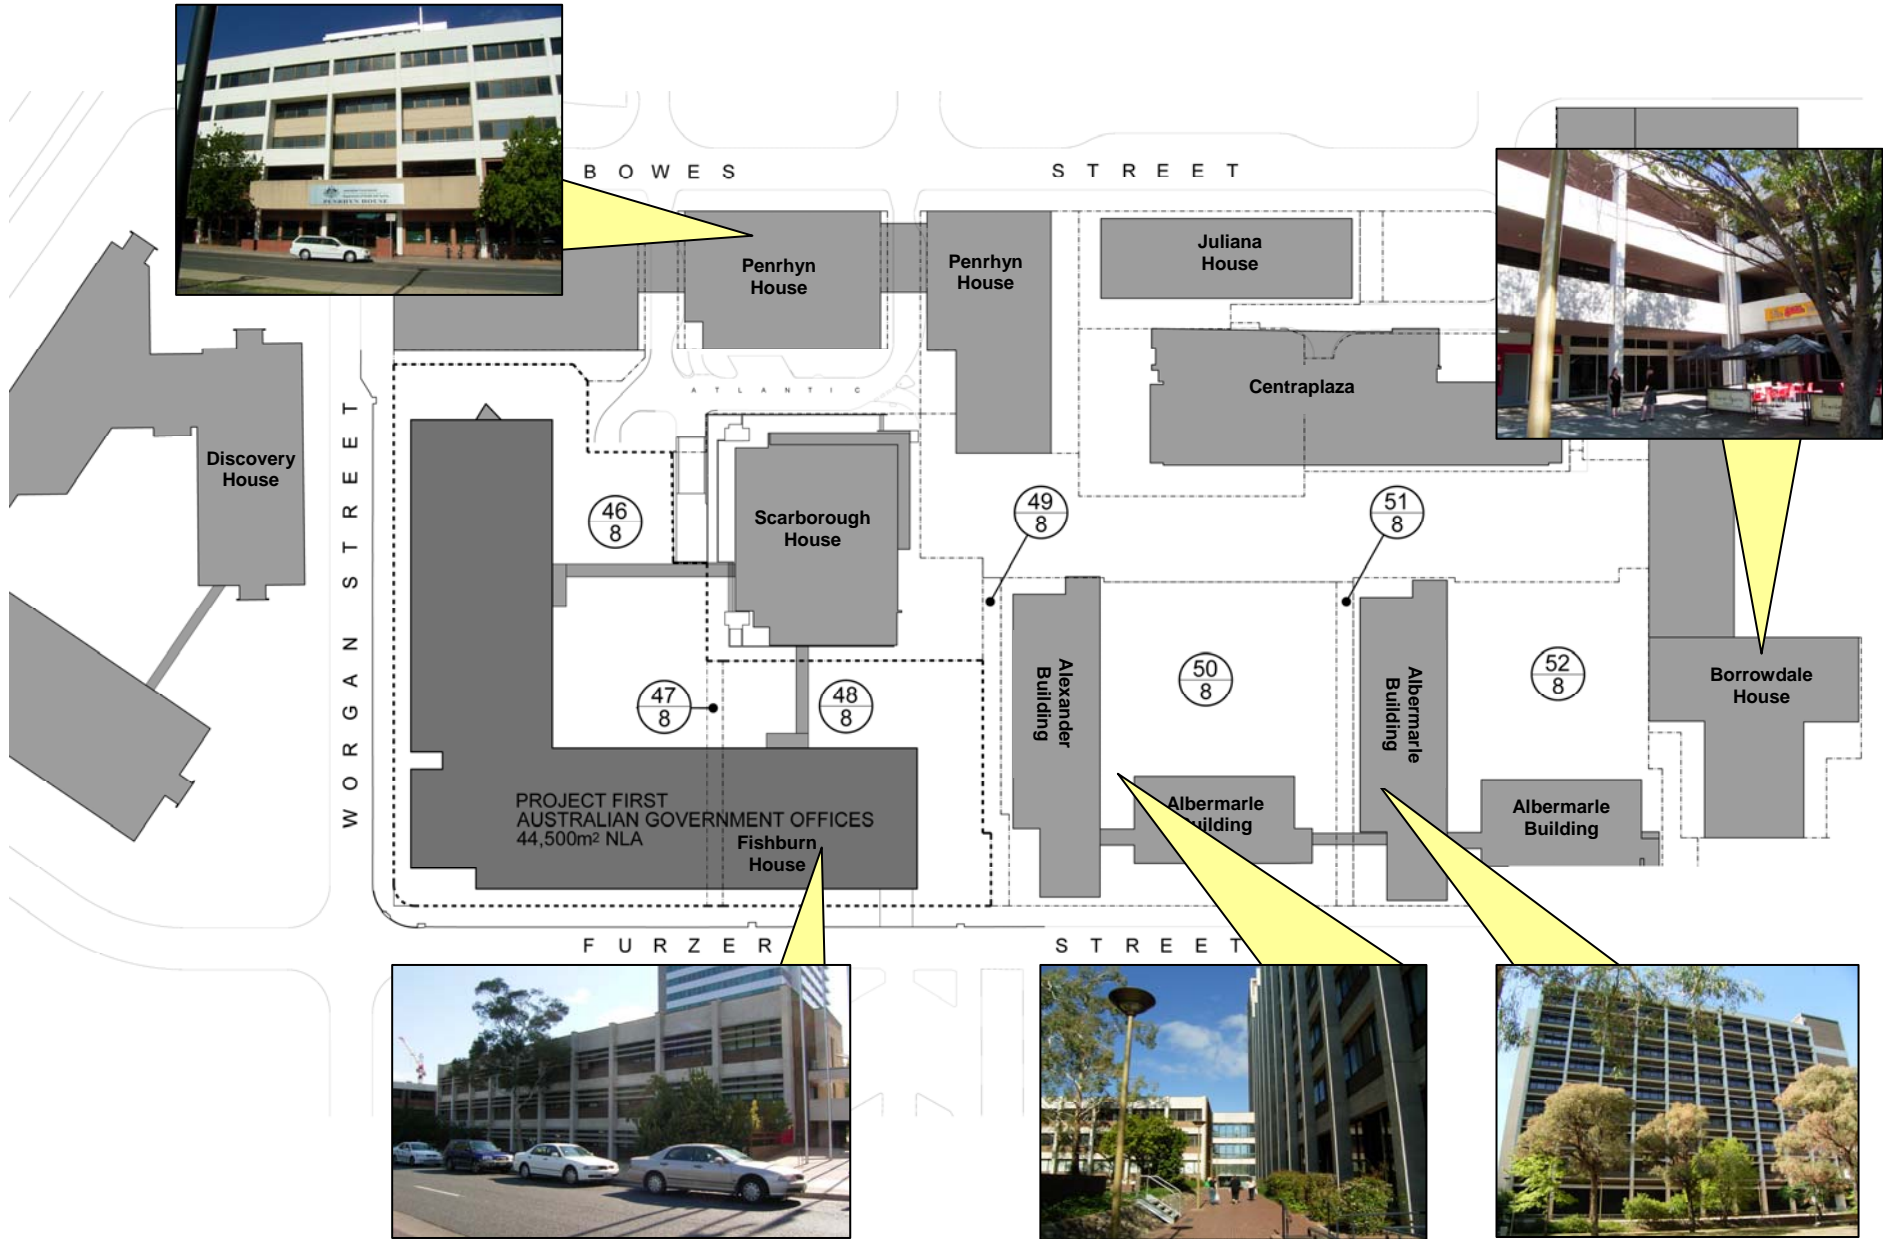 PENRHYN HOUSE
BOWES STREET
Penrhyn
House
Penrhyn
House
Juliana
House
ATLANTIC
Centraplaza
Discovery
House
WORGAN STREET
46
8
Scarborough
House
49
8
51
8
47
8
48
8
Alexander
Building
50
8
Albermarle
Building
52
8
Borrowdale
House
PROJECT FIRST
AUSTRALIAN GOVERNMENT OFFICES
44,500m² NLA
Fishburn
House
Albermarle
Building
Albermarle
Building
FURZER STREET